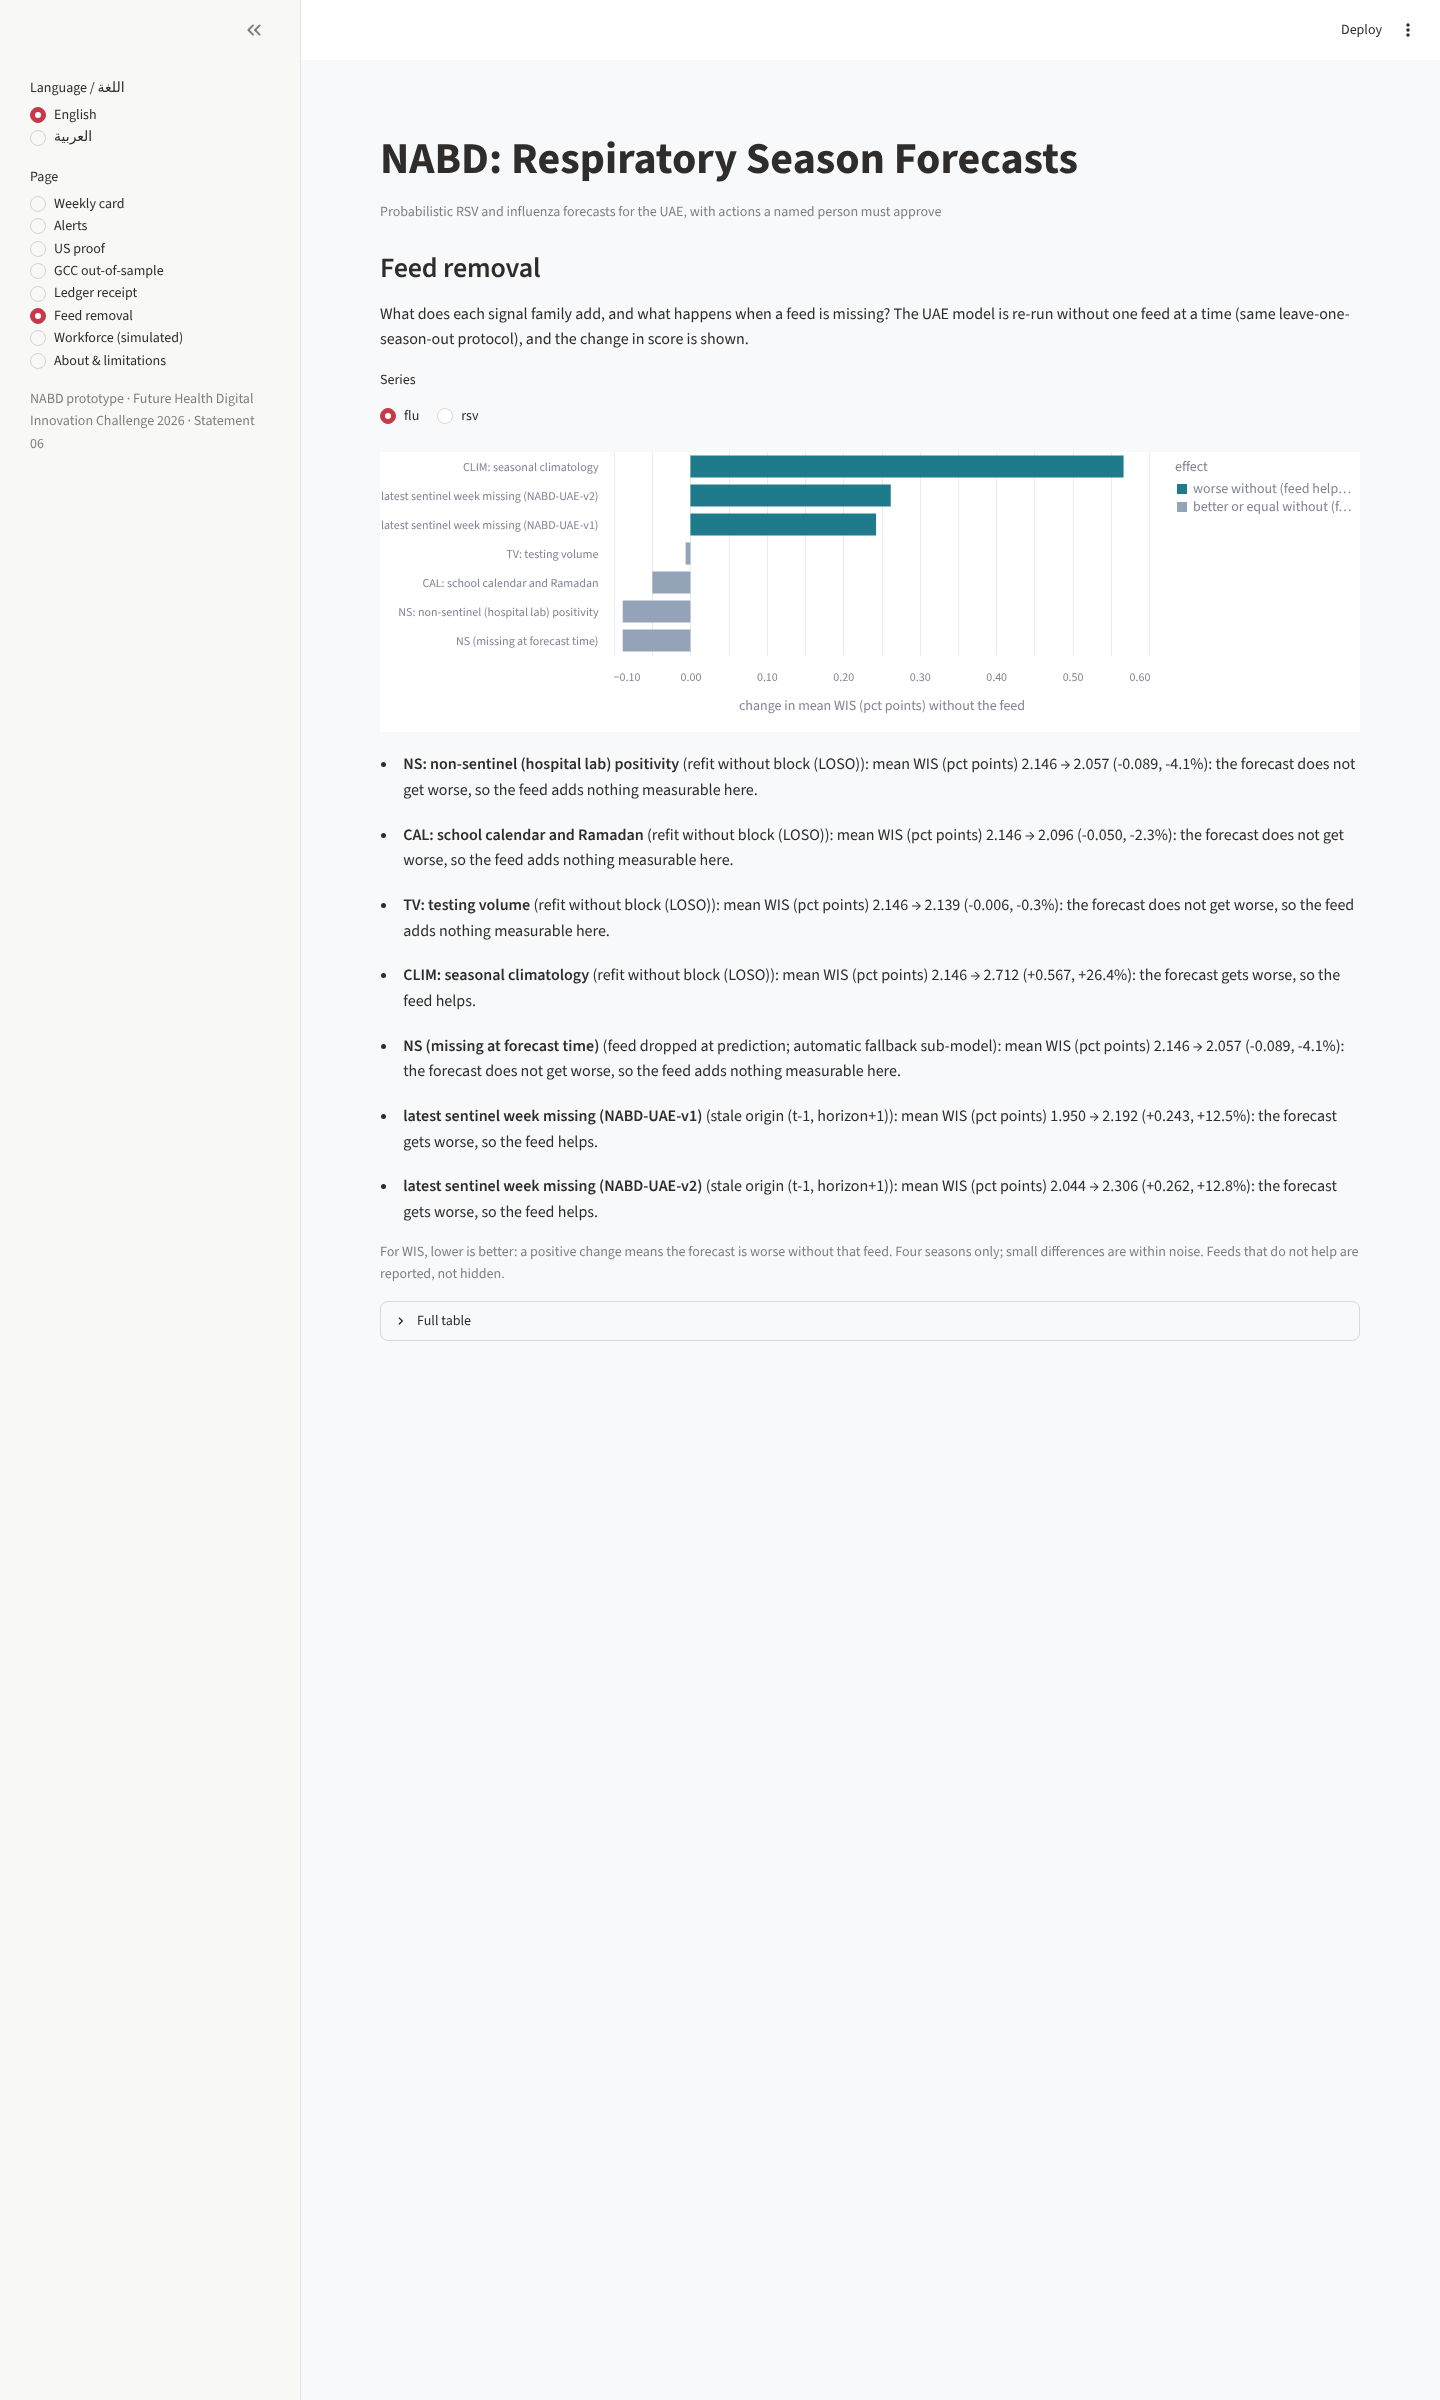 Deploy
Language / اللغة
English
العربية
Page
Weekly card
Alerts
US proof
GCC out-of-sample
Ledger receipt
Feed removal
Workforce (simulated)
About & limitations
NABD prototype · Future Health Digital
Innovation Challenge 2026 · Statement
06
NABD: Respiratory Season Forecasts
Probabilistic RSV and influenza forecasts for the UAE, with actions a named person must approve
Feed removal
What does each signal family add, and what happens when a feed is missing? The UAE model is re-run without one feed at a time (same leave-one-
season-out protocol), and the change in score is shown.
Series
flu
rsv
CLIM: seasonal climatology
latest sentinel week missing (NABD-UAE-v2)
latest sentinel week missing (NABD-UAE-v1)
TV: testing volume
CAL: school calendar and Ramadan
NS: non-sentinel (hospital lab) positivity
NS (missing at forecast time)
−0.10 0.00 0.10 0.20 0.30 0.40 0.50 0.60
change in mean WIS (pct points) without the feed
effect
worse without (feed help…
better or equal without (f…
NS: non-sentinel (hospital lab) positivity (refit without block (LOSO)): mean WIS (pct points) 2.146 → 2.057 (-0.089, -4.1%): the forecast does not
get worse, so the feed adds nothing measurable here.
CAL: school calendar and Ramadan (refit without block (LOSO)): mean WIS (pct points) 2.146 → 2.096 (-0.050, -2.3%): the forecast does not get
worse, so the feed adds nothing measurable here.
TV: testing volume (refit without block (LOSO)): mean WIS (pct points) 2.146 → 2.139 (-0.006, -0.3%): the forecast does not get worse, so the feed
adds nothing measurable here.
CLIM: seasonal climatology (refit without block (LOSO)): mean WIS (pct points) 2.146 → 2.712 (+0.567, +26.4%): the forecast gets worse, so the
feed helps.
NS (missing at forecast time) (feed dropped at prediction; automatic fallback sub-model): mean WIS (pct points) 2.146 → 2.057 (-0.089, -4.1%):
the forecast does not get worse, so the feed adds nothing measurable here.
latest sentinel week missing (NABD-UAE-v1) (stale origin (t-1, horizon+1)): mean WIS (pct points) 1.950 → 2.192 (+0.243, +12.5%): the forecast
gets worse, so the feed helps.
latest sentinel week missing (NABD-UAE-v2) (stale origin (t-1, horizon+1)): mean WIS (pct points) 2.044 → 2.306 (+0.262, +12.8%): the forecast
gets worse, so the feed helps.
For WIS, lower is better: a positive change means the forecast is worse without that feed. Four seasons only; small differences are within noise. Feeds that do not help are
reported, not hidden.
Full table